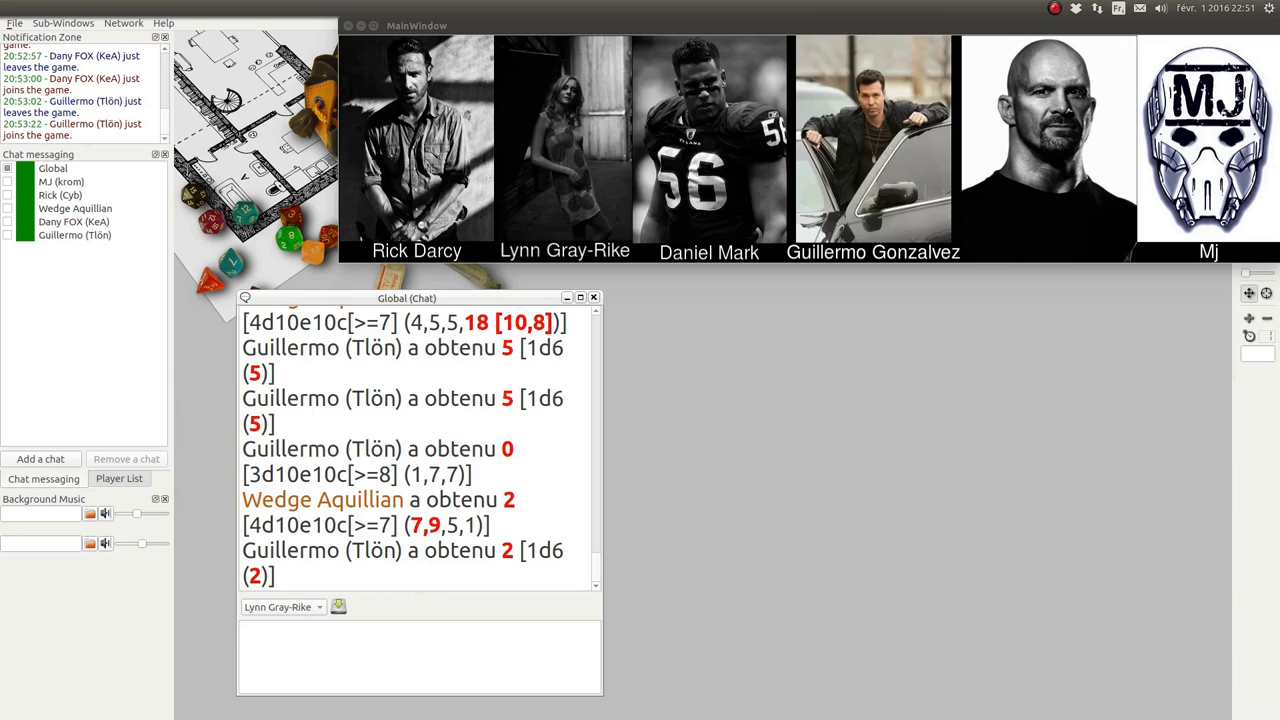 févr. 1 2016 22:51
Fr
File Sub-Windows Network Help
MainWindow
Notification Zone
game.
20:52:57 - Dany FOX (KeA) just
leaves the game.
20:53:00 - Dany FOX (KeA) just
joins the game.
20:53:02 - Guillermo (Tlön) just
leaves the game.
20:53:22 - Guillermo (Tlön) just
joins the game.
Chat messaging
Global
MJ (krom)
Rick (Cyb)
Wedge Aquillian
Dany FOX (KeA)
Guillermo (Tlön)
Add a chat Remove a chat
Chat messaging Player List
Background Music
TEXANS
56
5
MJ
Rick Darcy
Lynn Gray-Rike
Daniel Mark
Guillermo Gonzalvez
Mj
Global (Chat)
[4d10e10c[>=7] (4,5,5,18 [10,8])]
Guillermo (Tlön) a obtenu 5 [1d6
(5)]
Guillermo (Tlön) a obtenu 5 [1d6
(5)]
Guillermo (Tlön) a obtenu 0
[3d10e10c[>=8] (1,7,7)]
Wedge Aquillian a obtenu 2
[4d10e10c[>=7] (7,9,5,1)]
Guillermo (Tlön) a obtenu 2 [1d6
(2)]
Lynn Gray-Rike